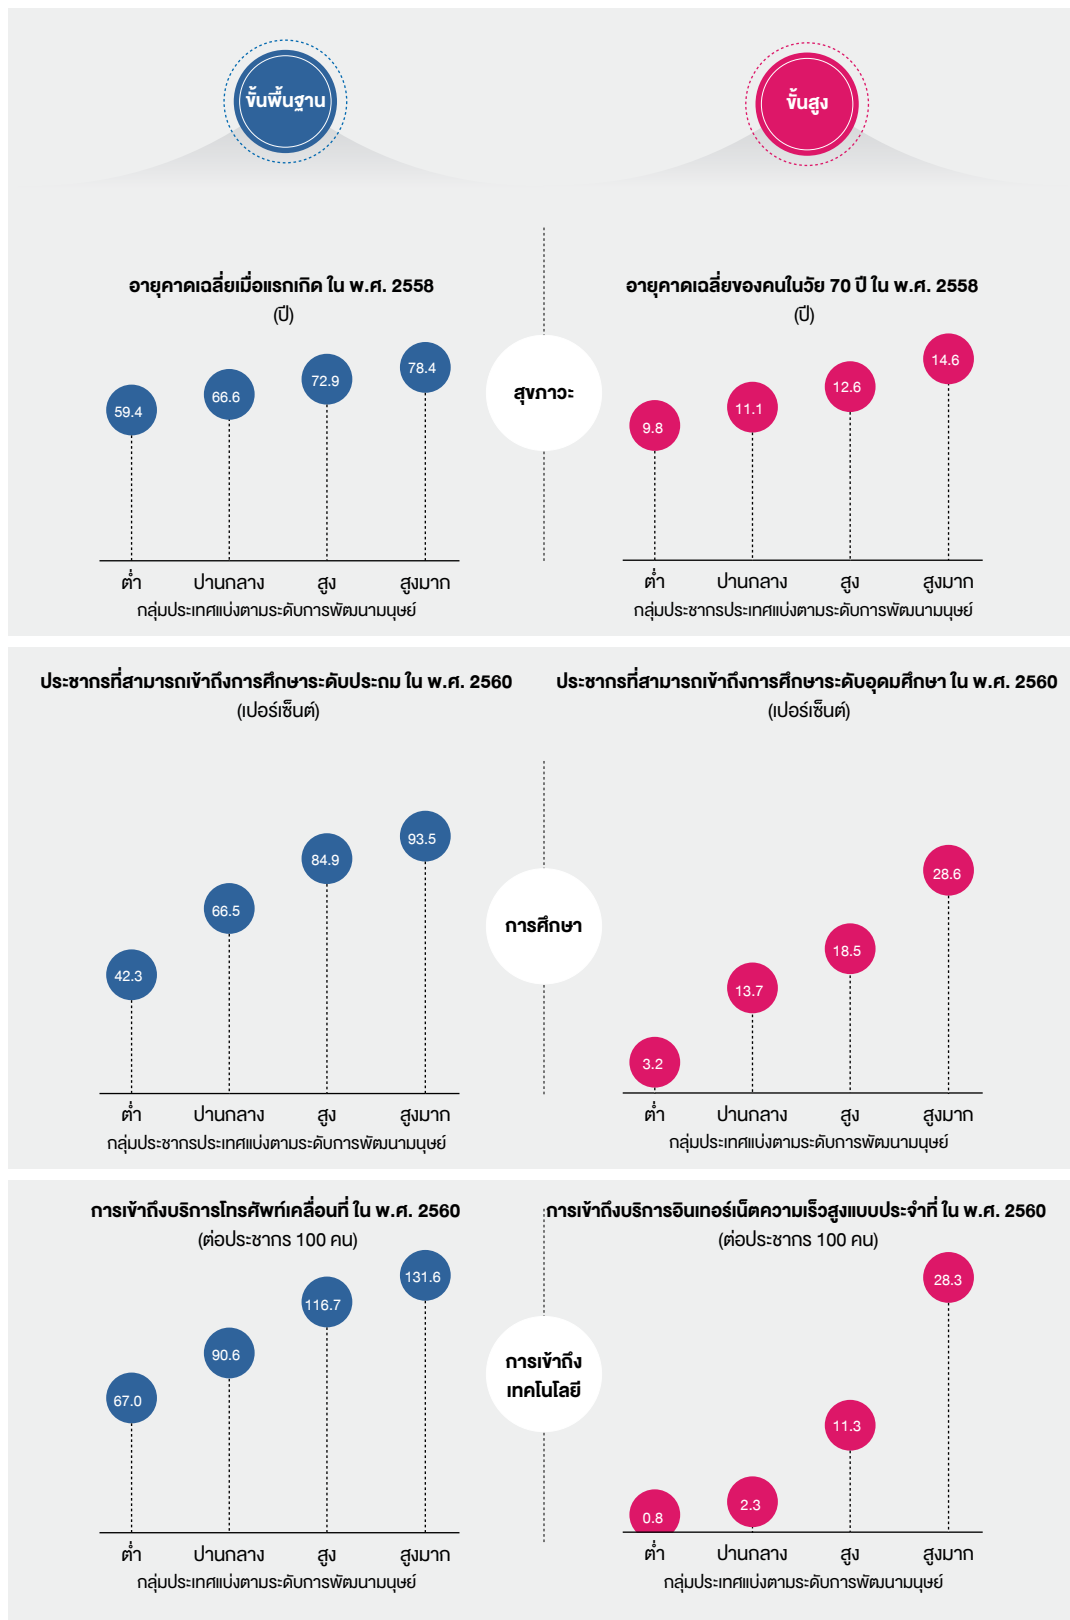 ขั้นพื้นฐาน
ขั้นสูง
อายุคาดเฉลี่ยเมื่อแรกเกิด ใน พ.ศ. 2558
(ปี)
59.4
66.6
72.9
78.4
ต่ำ ปานกลาง สูง สูงมาก
กลุ่มประเทศแบ่งตามระดับการพัฒนามนุษย์
สุขภาวะ
อายุคาดเฉลี่ยของคนในวัย 70 ปี ใน พ.ศ. 2558
(ปี)
9.8
11.1
12.6
14.6
ต่ำ ปานกลาง สูง สูงมาก
กลุ่มประชากรประเทศแบ่งตามระดับการพัฒนามนุษย์
ประชากรที่สามารถเข้าถึงการศึกษาระดับประถม ใน พ.ศ. 2560
(เปอร์เซ็นต์)
42.3
66.5
84.9
93.5
ต่ำ ปานกลาง สูง สูงมาก
กลุ่มประชากรประเทศแบ่งตามระดับการพัฒนามนุษย์
การศึกษา
ประชากรที่สามารถเข้าถึงการศึกษาระดับอุดมศึกษา ใน พ.ศ. 2560
(เปอร์เซ็นต์)
3.2
13.7
18.5
28.6
ต่ำ ปานกลาง สูง สูงมาก
กลุ่มประเทศแบ่งตามระดับการพัฒนามนุษย์
การเข้าถึงบริการโทรศัพท์เคลื่อนที่ ใน พ.ศ. 2560
(ต่อประชากร 100 คน)
67.0
90.6
116.7
131.6
ต่ำ ปานกลาง สูง สูงมาก
กลุ่มประเทศแบ่งตามระดับการพัฒนามนุษย์
การเข้าถึง
เทคโนโลยี
การเข้าถึงบริการอินเทอร์เน็ตความเร็วสูงแบบประจำที่ ใน พ.ศ. 2560
(ต่อประชากร 100 คน)
0.8
2.3
11.3
28.3
ต่ำ ปานกลาง สูง สูงมาก
กลุ่มประเทศแบ่งตามระดับการพัฒนามนุษย์